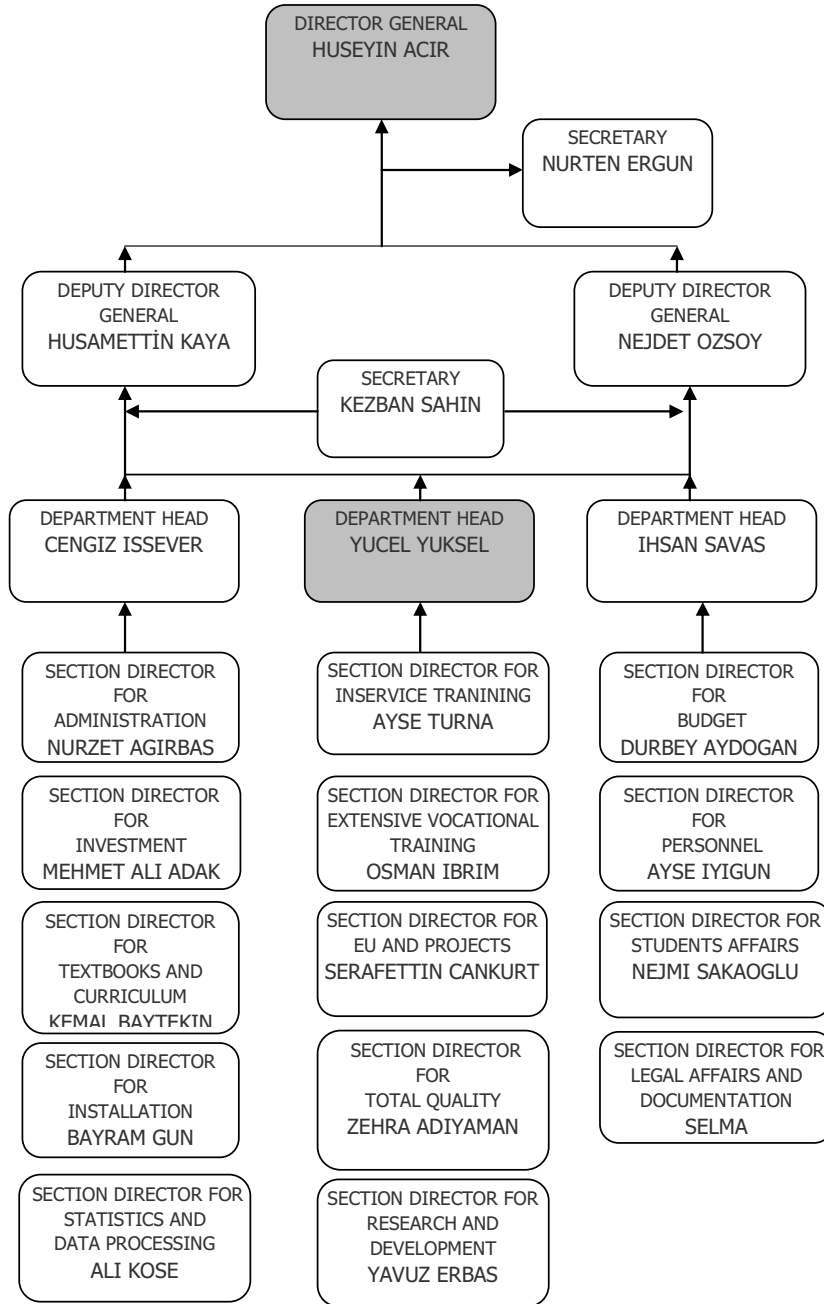 DIRECTOR GENERAL
HUSEYIN ACIR
SECRETARY
NURTEN ERGUN
DEPUTY DIRECTOR
GENERAL
HUSAMETTİN KAYA
DEPUTY DIRECTOR
GENERAL
NEJDET OZSOY
SECRETARY
KEZBAN SAHIN
DEPARTMENT HEAD
CENGIZ ISSEVER
DEPARTMENT HEAD
YUCEL YUKSEL
DEPARTMENT HEAD
IHSAN SAVAS
SECTION DIRECTOR
FOR
ADMINISTRATION
NURZET AGIRBAS
SECTION DIRECTOR FOR
INSERVICE TRANINING
AYSE TURNA
SECTION DIRECTOR
FOR
BUDGET
DURBEY AYDOGAN
SECTION DIRECTOR
FOR
INVESTMENT
MEHMET ALI ADAK
SECTION DIRECTOR FOR
EXTENSIVE VOCATIONAL
TRAINING
OSMAN IBRIM
SECTION DIRECTOR
FOR
PERSONNEL
AYSE IYIGUN
SECTION DIRECTOR
FOR
TEXTBOOKS AND
CURRICULUM
KEMAL BAYTEKIN
SECTION DIRECTOR FOR
EU AND PROJECTS
SERAFETTIN CANKURT
SECTION DIRECTOR FOR
STUDENTS AFFAIRS
NEJMI SAKAOGLU
SECTION DIRECTOR
FOR
INSTALLATION
BAYRAM GUN
SECTION DIRECTOR
FOR
TOTAL QUALITY
ZEHRA ADIYAMAN
SECTION DIRECTOR FOR
LEGAL AFFAIRS AND
DOCUMENTATION
SELMA
SECTION DIRECTOR FOR
STATISTICS AND
DATA PROCESSING
ALI KOSE
SECTION DIRECTOR FOR
RESEARCH AND
DEVELOPMENT
YAVUZ ERBAS